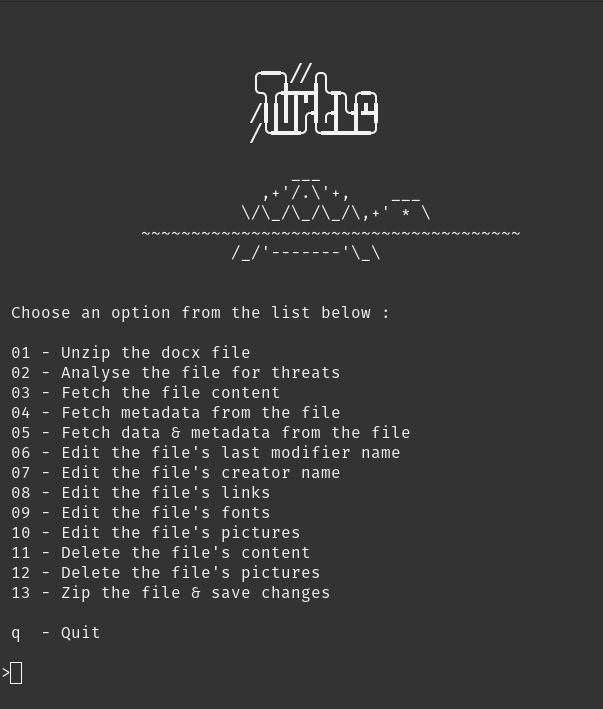 Turtle
Choose an option from the list below :
01 - Unzip the docx file
02 - Analyse the file for threats
03 - Fetch the file content
04 - Fetch metadata from the file
05 - Fetch data & metadata from the file
06 - Edit the file's last modifier name
07 - Edit the file's creator name
08 - Edit the file's links
09 - Edit the file's fonts
10 - Edit the file's pictures
11 - Delete the file's content
12 - Delete the file's pictures
13 - Zip the file & save changes
q  - Quit
>